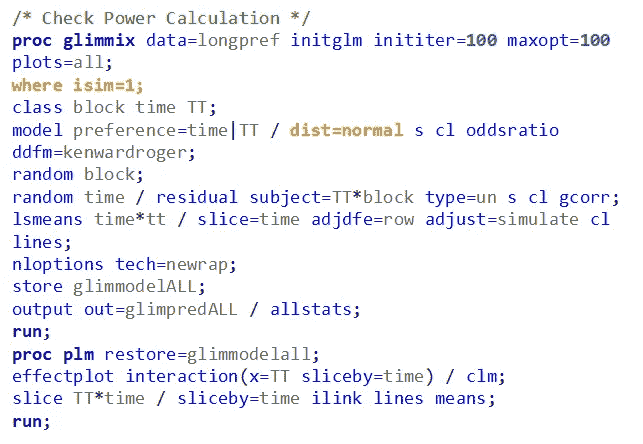 /* Check Power Calculation */
proc glimmix data=longpref initglm inititer=100 maxopt=100
plots=all;
where isim=1;
class block time TT;
model preference=time|TT / dist=normal s cl oddsratio
ddfm=kenwardroger;
random block;
random time / residual subject=TT*block type=un s cl gcorr;
lsmeans time*tt / slice=time adjdfe=row adjust=simulate cl
lines;
nloptions tech=newrap;
store glimmodelALL;
output out=glimpredALL / allstats;
run;
proc plm restore=glimmodelall;
effectplot interaction(x=TT sliceby=time) / clm;
slice TT*time / sliceby=time ilink lines means;
run;